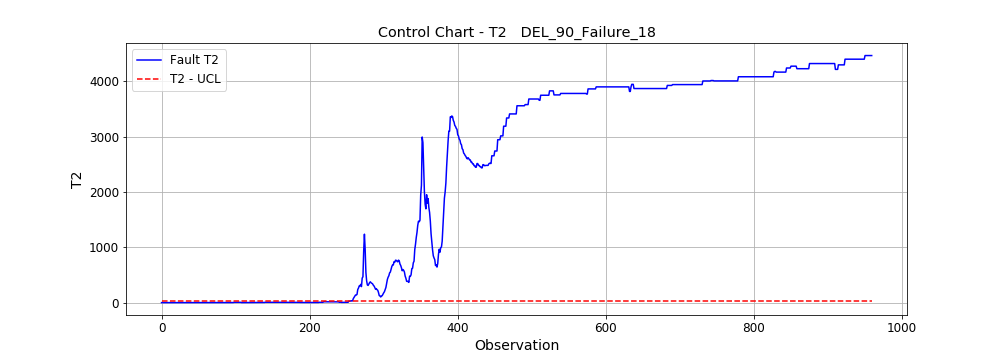 Control Chart - T2   DEL_90_Failure_18
Fault T2
T2 - UCL
T2
4000
3000
2000
1000
0
0 200 400 600 800 1000
Observation